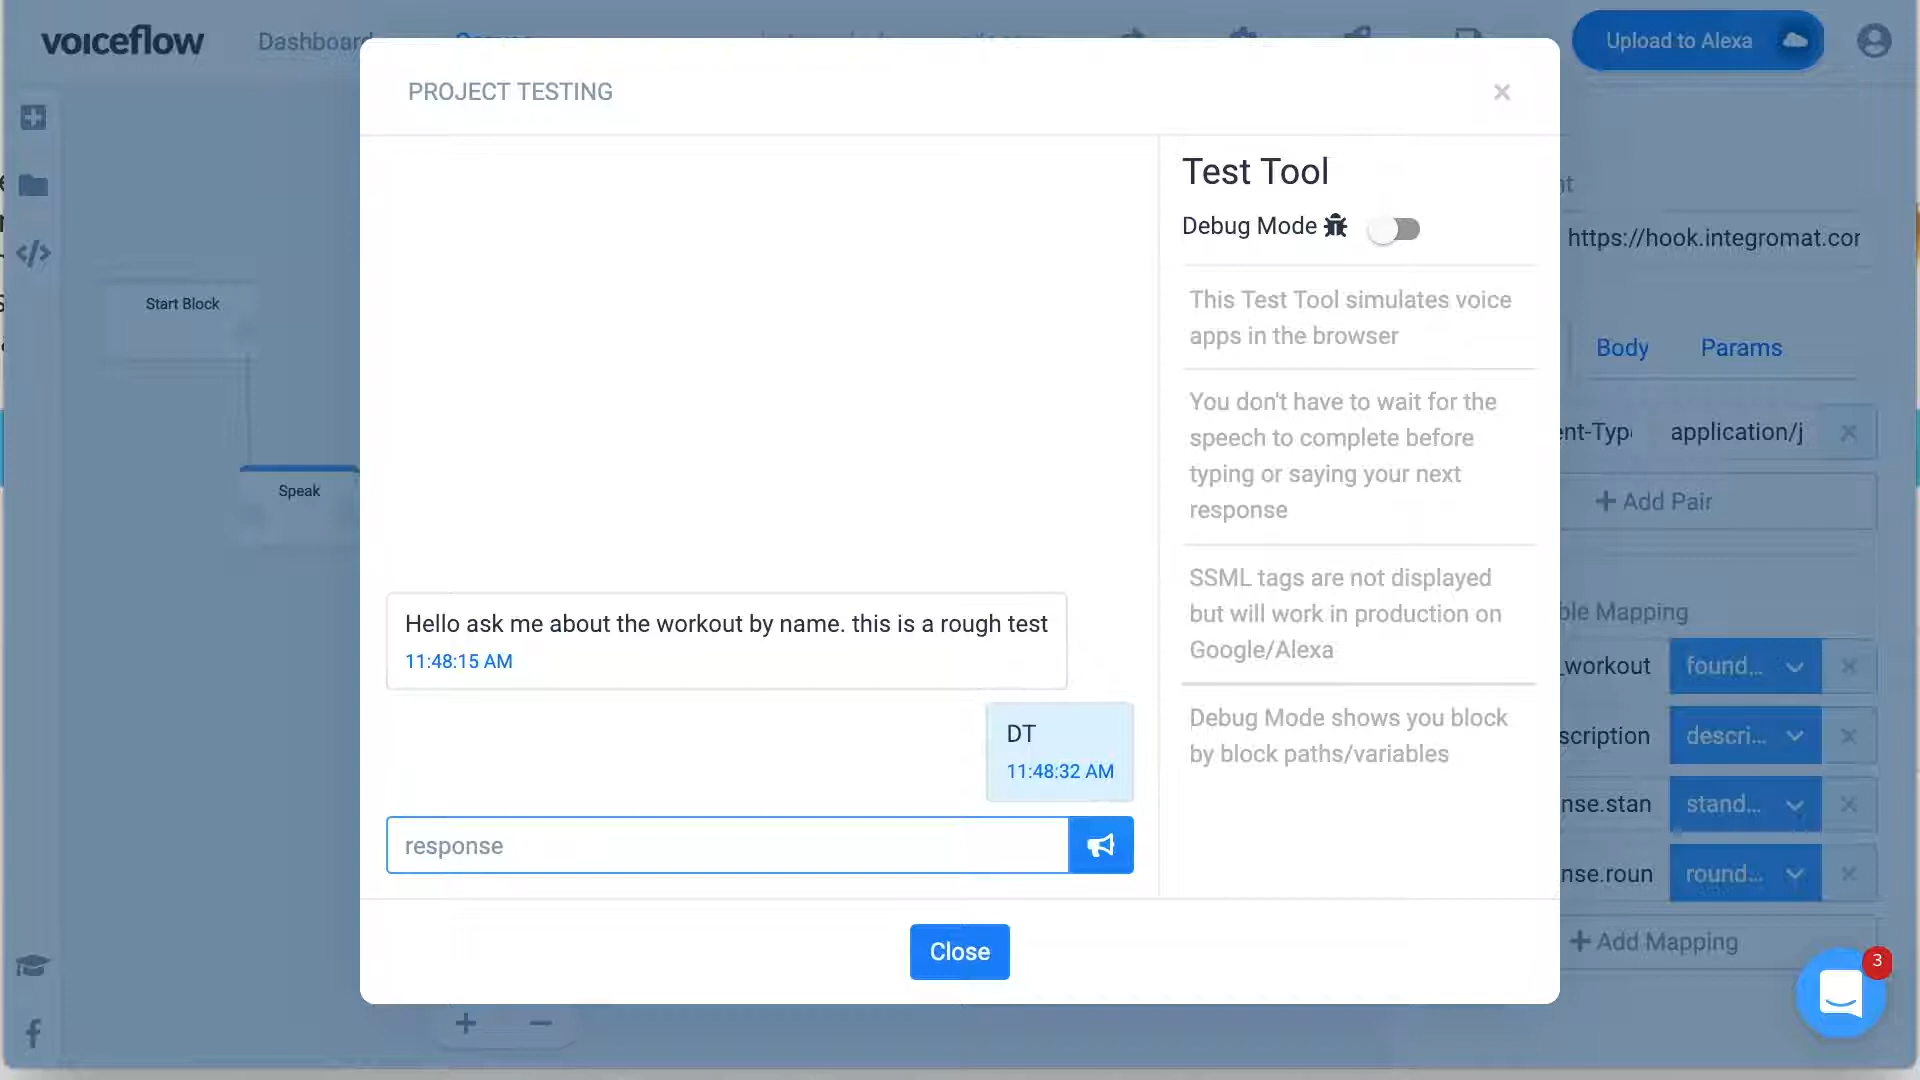 voiceflow
Dashboard
Upload to Alexa
PROJECT TESTING
×
Test Tool
Debug Mode
This Test Tool simulates voice
apps in the browser
You don't have to wait for the
speech to complete before
typing or saying your next
response
SSML tags are not displayed
but will work in production on
Google/Alexa
Debug Mode shows you block
by block paths/variables
Start Block
Speak
Hello ask me about the workout by name. this is a rough test
11:48:15 AM
DT
11:48:32 AM
response
Close
https://hook.integromat.cor
Body
Params
ent-Type
application/j
+ Add Pair
ble Mapping
_workout
found...
scription
descri...
nse.stan
stand...
nse.roun
round...
+ Add Mapping
3